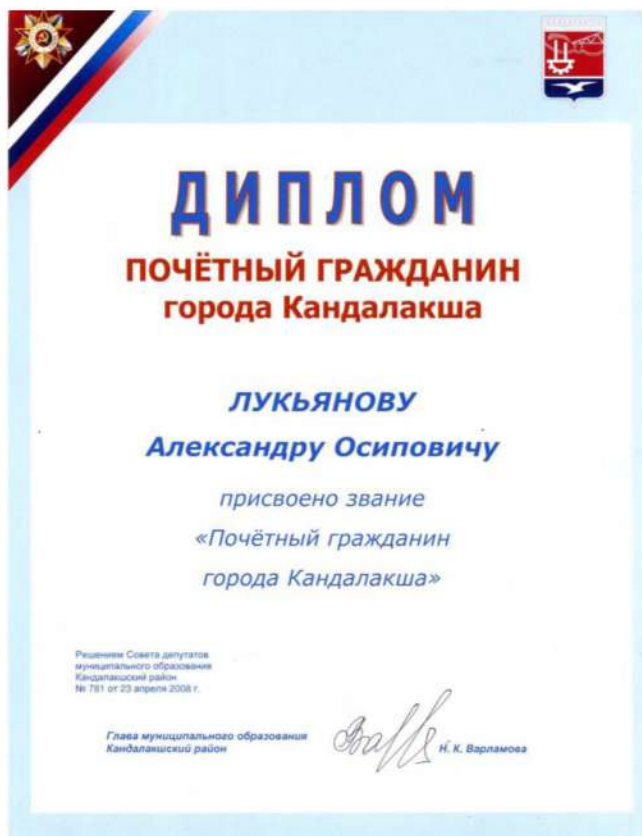 ДИПЛОМ
ПОЧЁТНЫЙ ГРАЖДАНИН
города Кандалакша
ЛУКЬЯНОВУ
Александру Осиповичу
присвоено звание
«Почётный гражданин
города Кандалакша»
Решением Совета депутатов
муниципального образования
Кандалакшский район
№ 781 от 23 апреля 2008 г.
Глава муниципального образования
Кандалакшский район
Н. К. Варламова